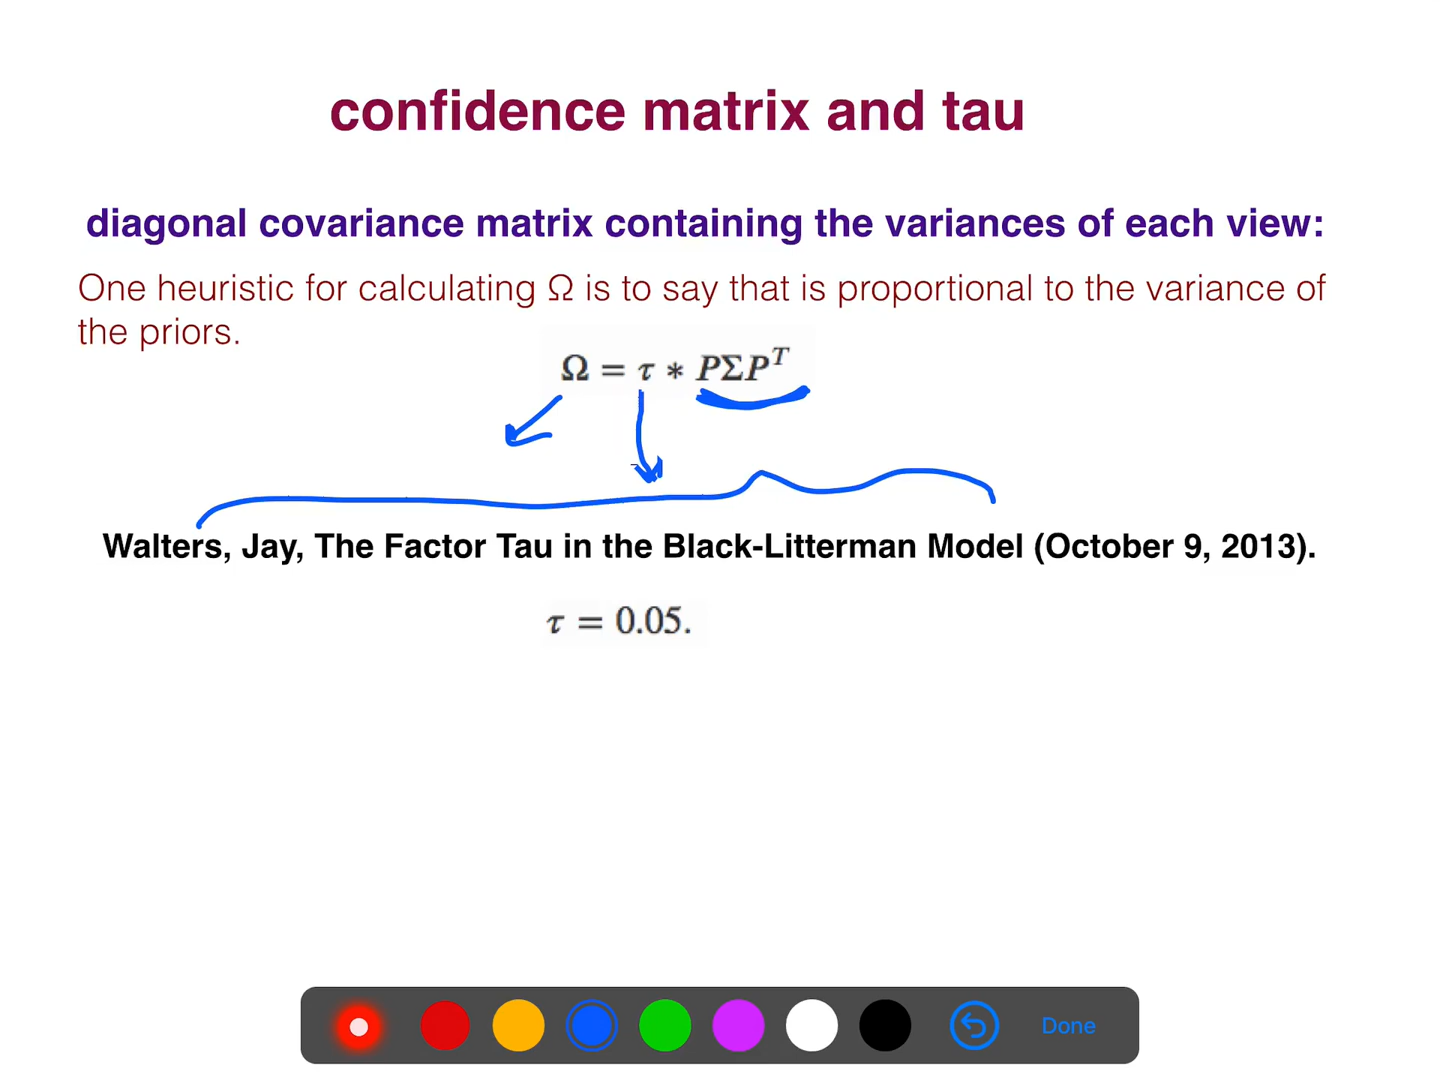 confidence matrix and tau
diagonal covariance matrix containing the variances of each view:
One heuristic for calculating Ω is to say that is proportional to the variance of
the priors.
Ω = τ * PΣPᵀ
Walters, Jay, The Factor Tau in the Black-Litterman Model (October 9, 2013).
τ = 0.05.
Done